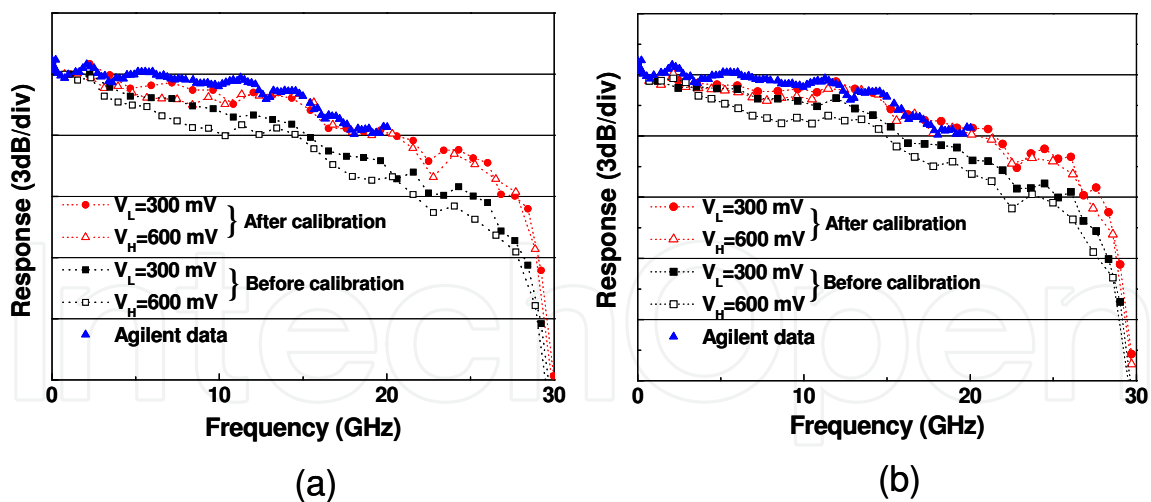 Response (3dB/div)
V_L=300 mV
V_H=600 mV
} After calibration
V_L=300 mV
V_H=600 mV
} Before calibration
Agilent data
0 10 20 30
Frequency (GHz)
(a)
Response (3dB/div)
V_L=300 mV
V_H=600 mV
} After calibration
V_L=300 mV
V_H=600 mV
} Before calibration
Agilent data
0 10 20 30
Frequency (GHz)
(b)
IntechOpen